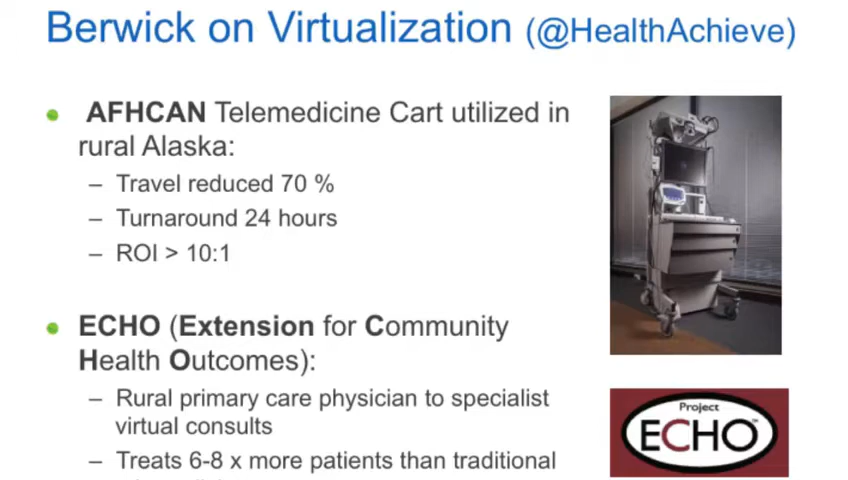 Berwick on Virtualization (@HealthAchieve)
AFHCAN Telemedicine Cart utilized in
rural Alaska:
– Travel reduced 70 %
– Turnaround 24 hours
– ROI > 10:1
ECHO (Extension for Community
Health Outcomes):
– Rural primary care physician to specialist
virtual consults
– Treats 6-8 x more patients than traditional
Project
ECHO™